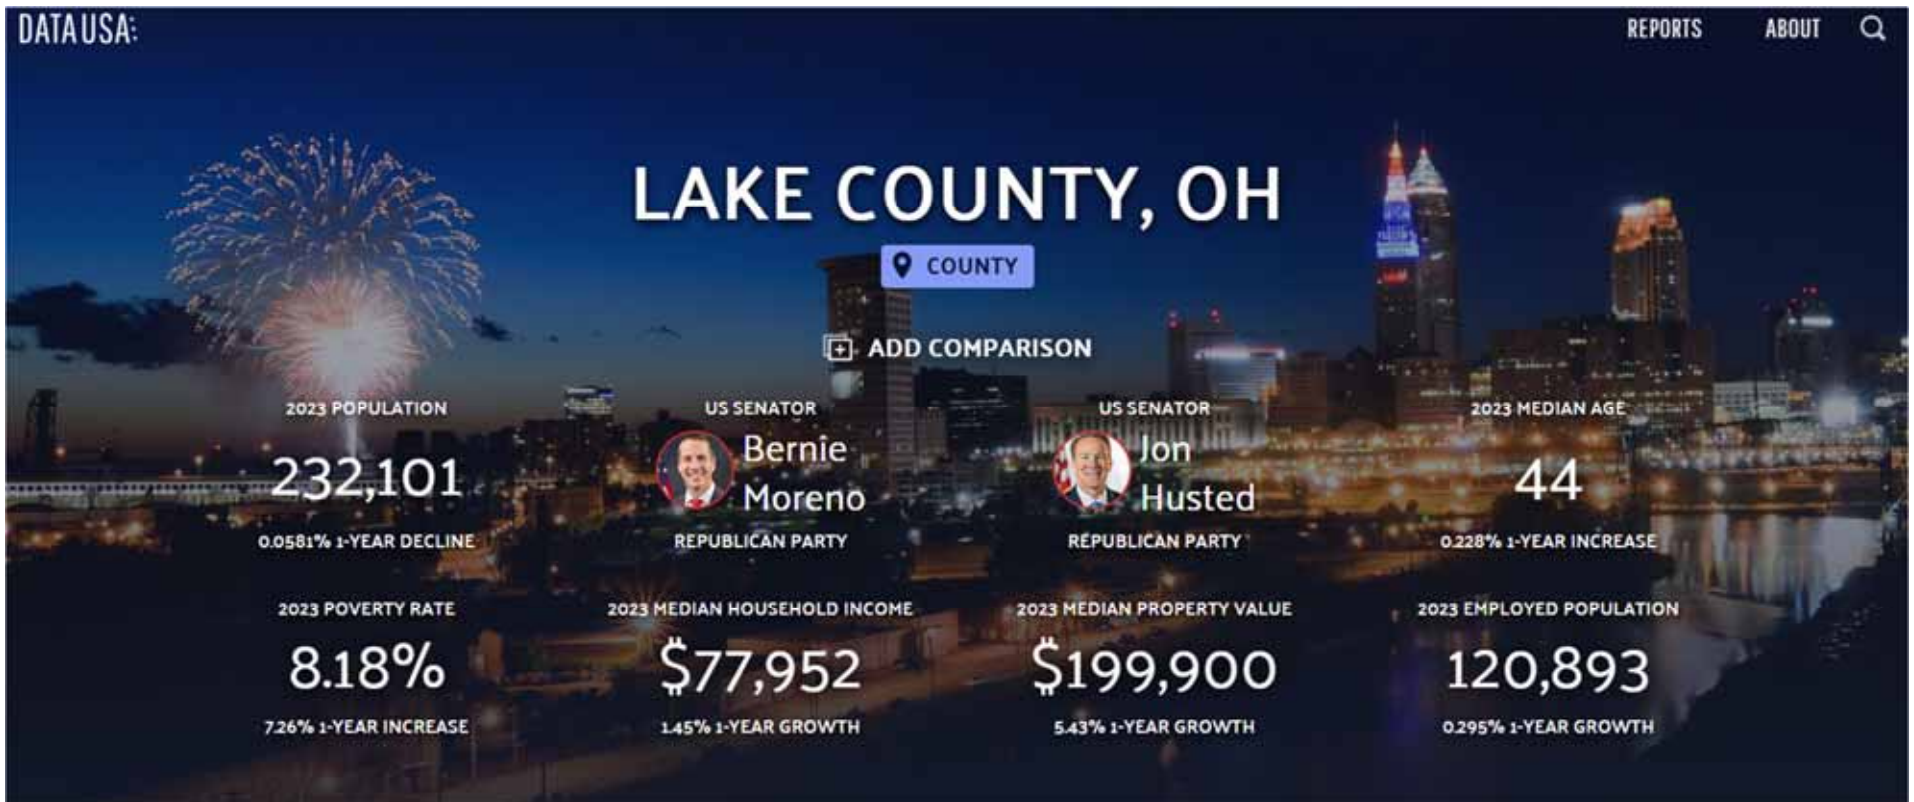 DATAUSA:
REPORTS ABOUT
LAKE COUNTY, OH
COUNTY
ADD COMPARISON
2023 POPULATION
232,101
0.0581% 1-YEAR DECLINE
US SENATOR
Bernie
Moreno
REPUBLICAN PARTY
US SENATOR
Jon
Husted
REPUBLICAN PARTY
2023 MEDIAN AGE
44
0.228% 1-YEAR INCREASE
2023 POVERTY RATE
8.18%
7.26% 1-YEAR INCREASE
2023 MEDIAN HOUSEHOLD INCOME
$77,952
1.45% 1-YEAR GROWTH
2023 MEDIAN PROPERTY VALUE
$199,900
5.43% 1-YEAR GROWTH
2023 EMPLOYED POPULATION
120,893
0.295% 1-YEAR GROWTH